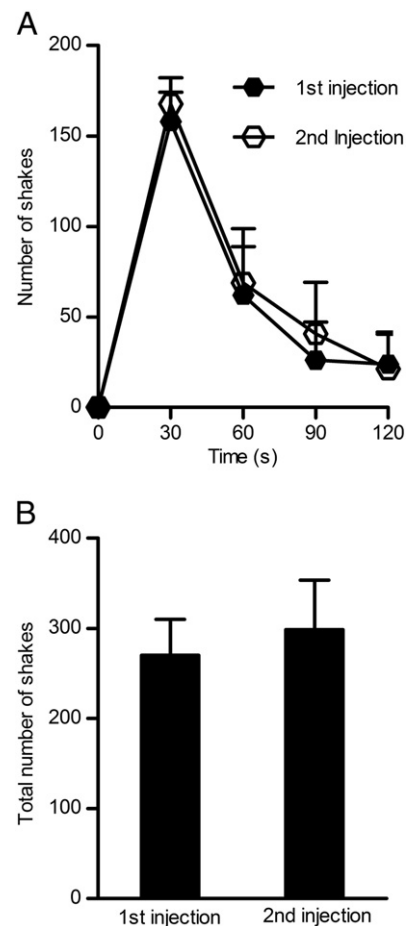 A
200
150
100
50
0
Number of shakes
1st injection
2nd Injection
0 30 60 90 120
Time (s)
B
400
300
200
100
0
Total number of shakes
1st injection 2nd injection